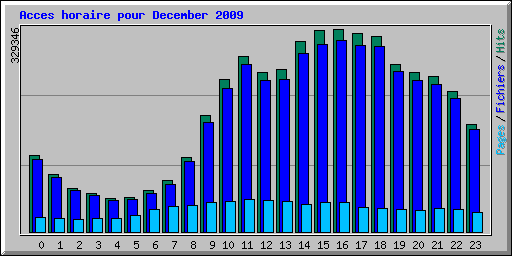 Acces horaire pour December 2009
329346
Pages / Fichiers / Hits
0 1 2 3 4 5 6 7 8 9 10 11 12 13 14 15 16 17 18 19 20 21 22 23